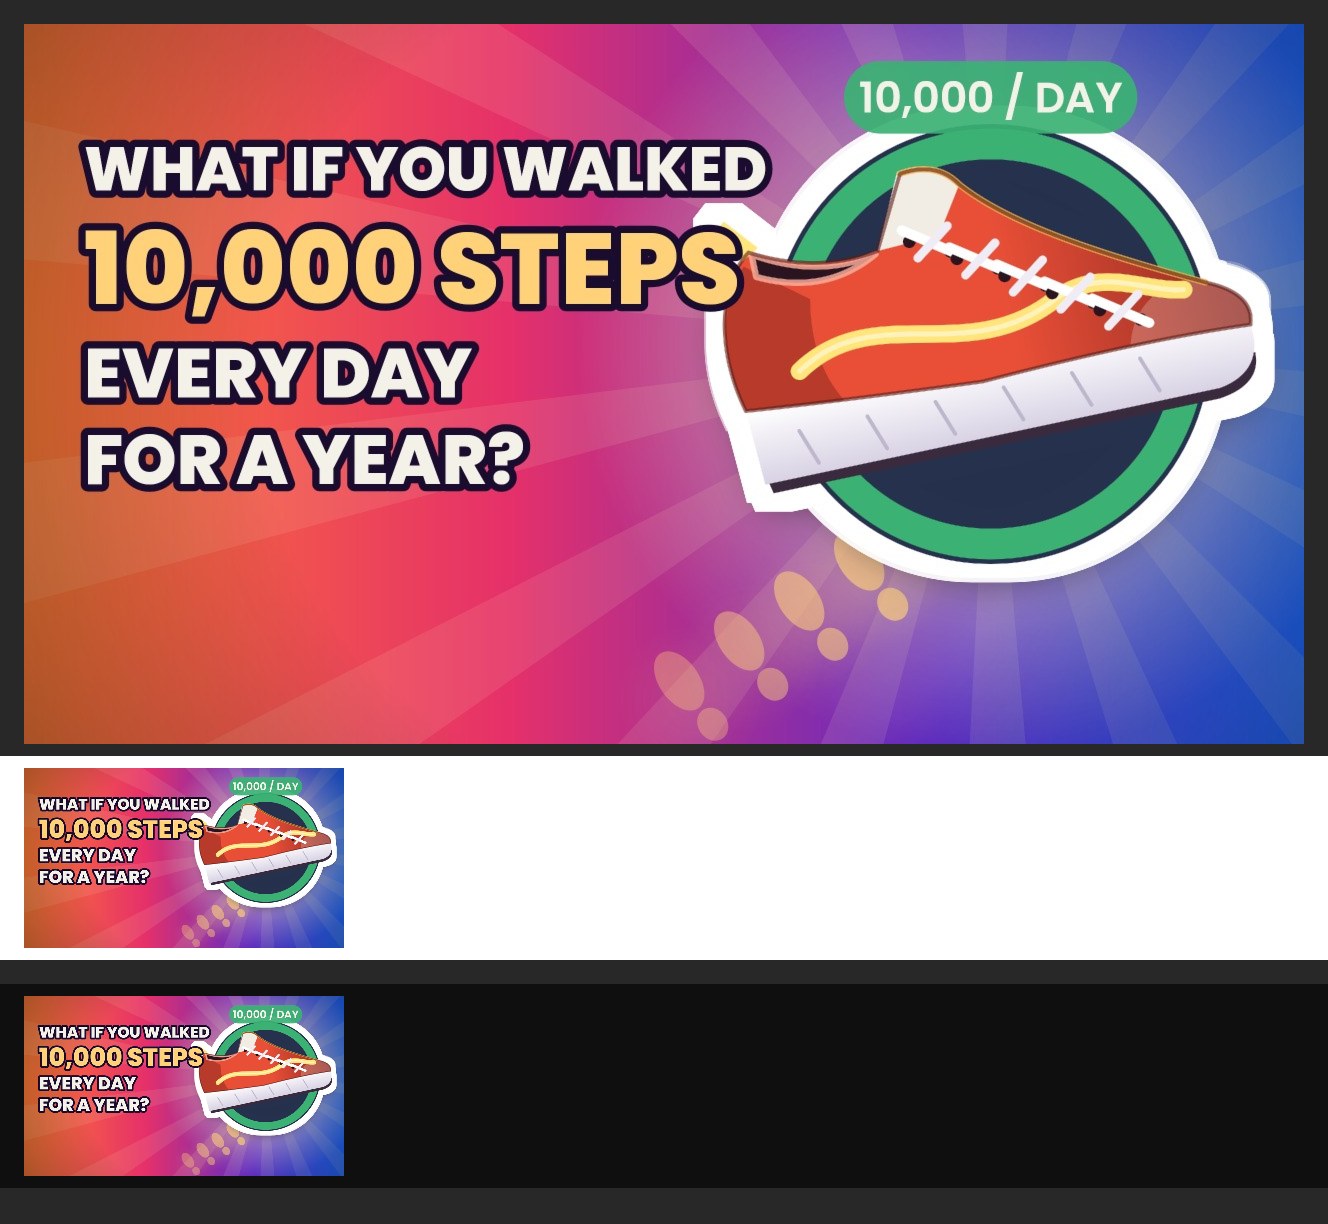 10,000 / DAY
WHAT IF YOU WALKED
10,000 STEPS
EVERY DAY
FOR A YEAR?
10,000 / DAY
WHAT IF YOU WALKED
10,000 STEPS
EVERY DAY
FOR A YEAR?
10,000 / DAY
WHAT IF YOU WALKED
10,000 STEPS
EVERY DAY
FOR A YEAR?